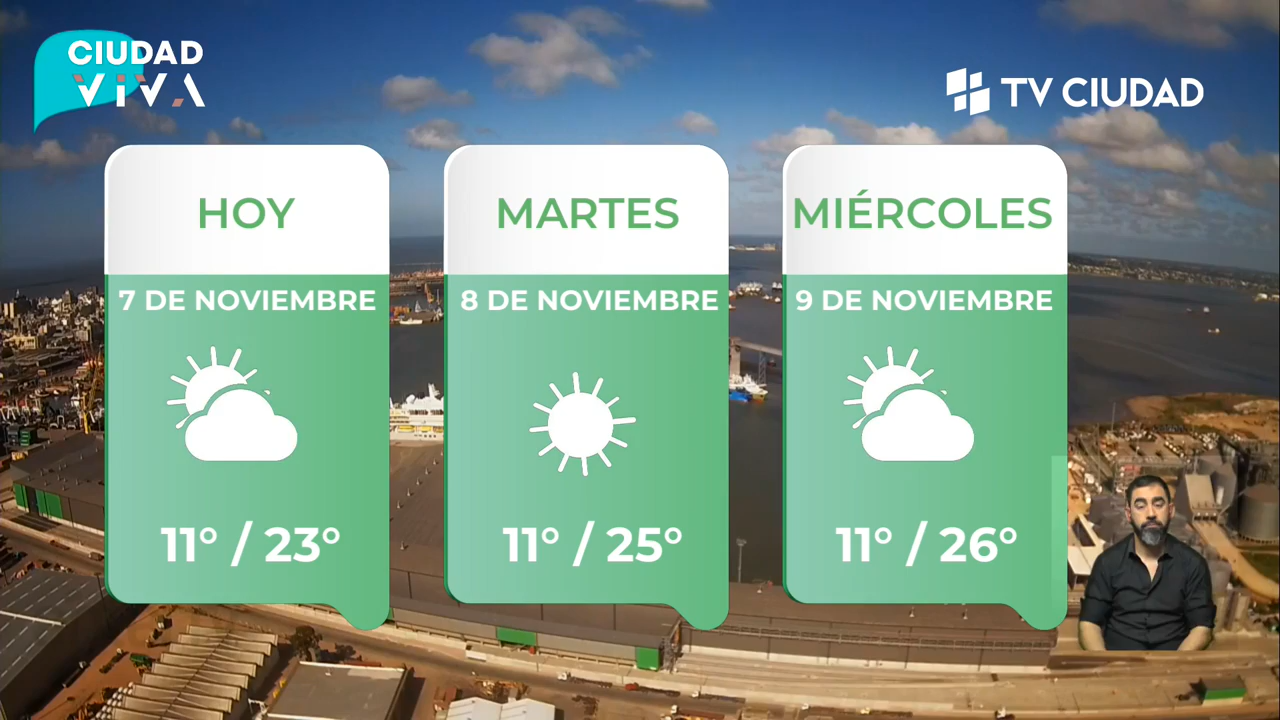 CIUDAD
VIVA
TV CIUDAD
HOY
7 DE NOVIEMBRE
11° / 23°
MARTES
8 DE NOVIEMBRE
11° / 25°
MIÉRCOLES
9 DE NOVIEMBRE
11° / 26°